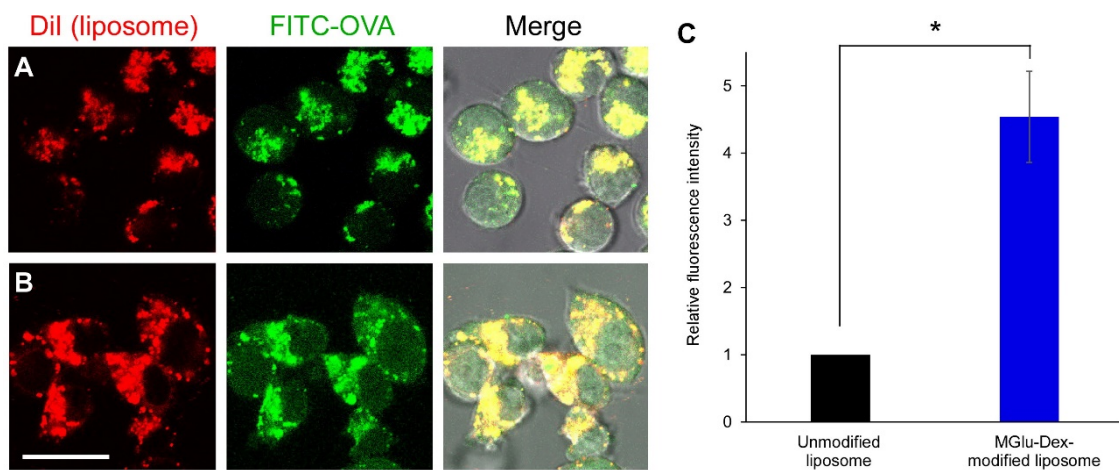 DiI (liposome)
FITC-OVA
Merge
A
B
C
*
Relative fluorescence intensity
5
4
3
2
1
0
Unmodified
liposome
MGlu-Dex-
modified liposome